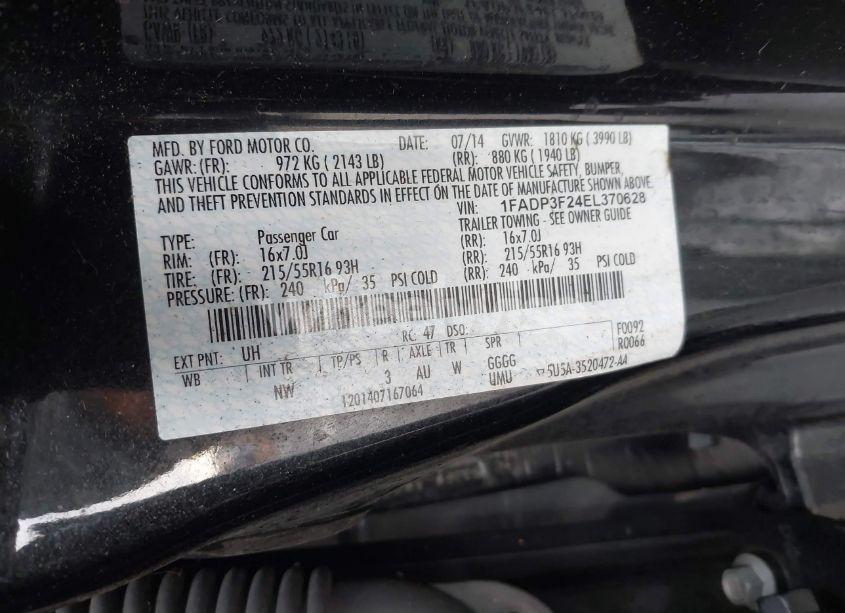 MFD. BY FORD MOTOR CO. DATE: 07/14 GVWR: 1810 KG ( 3990 LB)
GAWR: (FR): 972 KG ( 2143 LB) (RR): 880 KG ( 1940 LB)
THIS VEHICLE CONFORMS TO ALL APPLICABLE FEDERAL MOTOR VEHICLE SAFETY, BUMPER,
AND THEFT PREVENTION STANDARDS IN EFFECT ON THE DATE OF MANUFACTURE SHOWN ABOVE.
VIN: 1FADP3F24EL370628
TYPE: Passenger Car TRAILER TOWING - SEE OWNER GUIDE
RIM: (FR): 16x7.0J (RR): 16x7.0J
TIRE: (FR): 215/55R16 93H (RR): 215/55R16 93H
PRESSURE: (FR): 240 kPa/ 35 PSI COLD (RR): 240 kPa/ 35 PSI COLD
EXT PNT: UH RC: 47 DSO: F0092
WB INT TR TP/PS R AXLE TR SPR R0066
NW 3 AU W GGGG
UMU 5U5A-3520472-AA
1201407167064